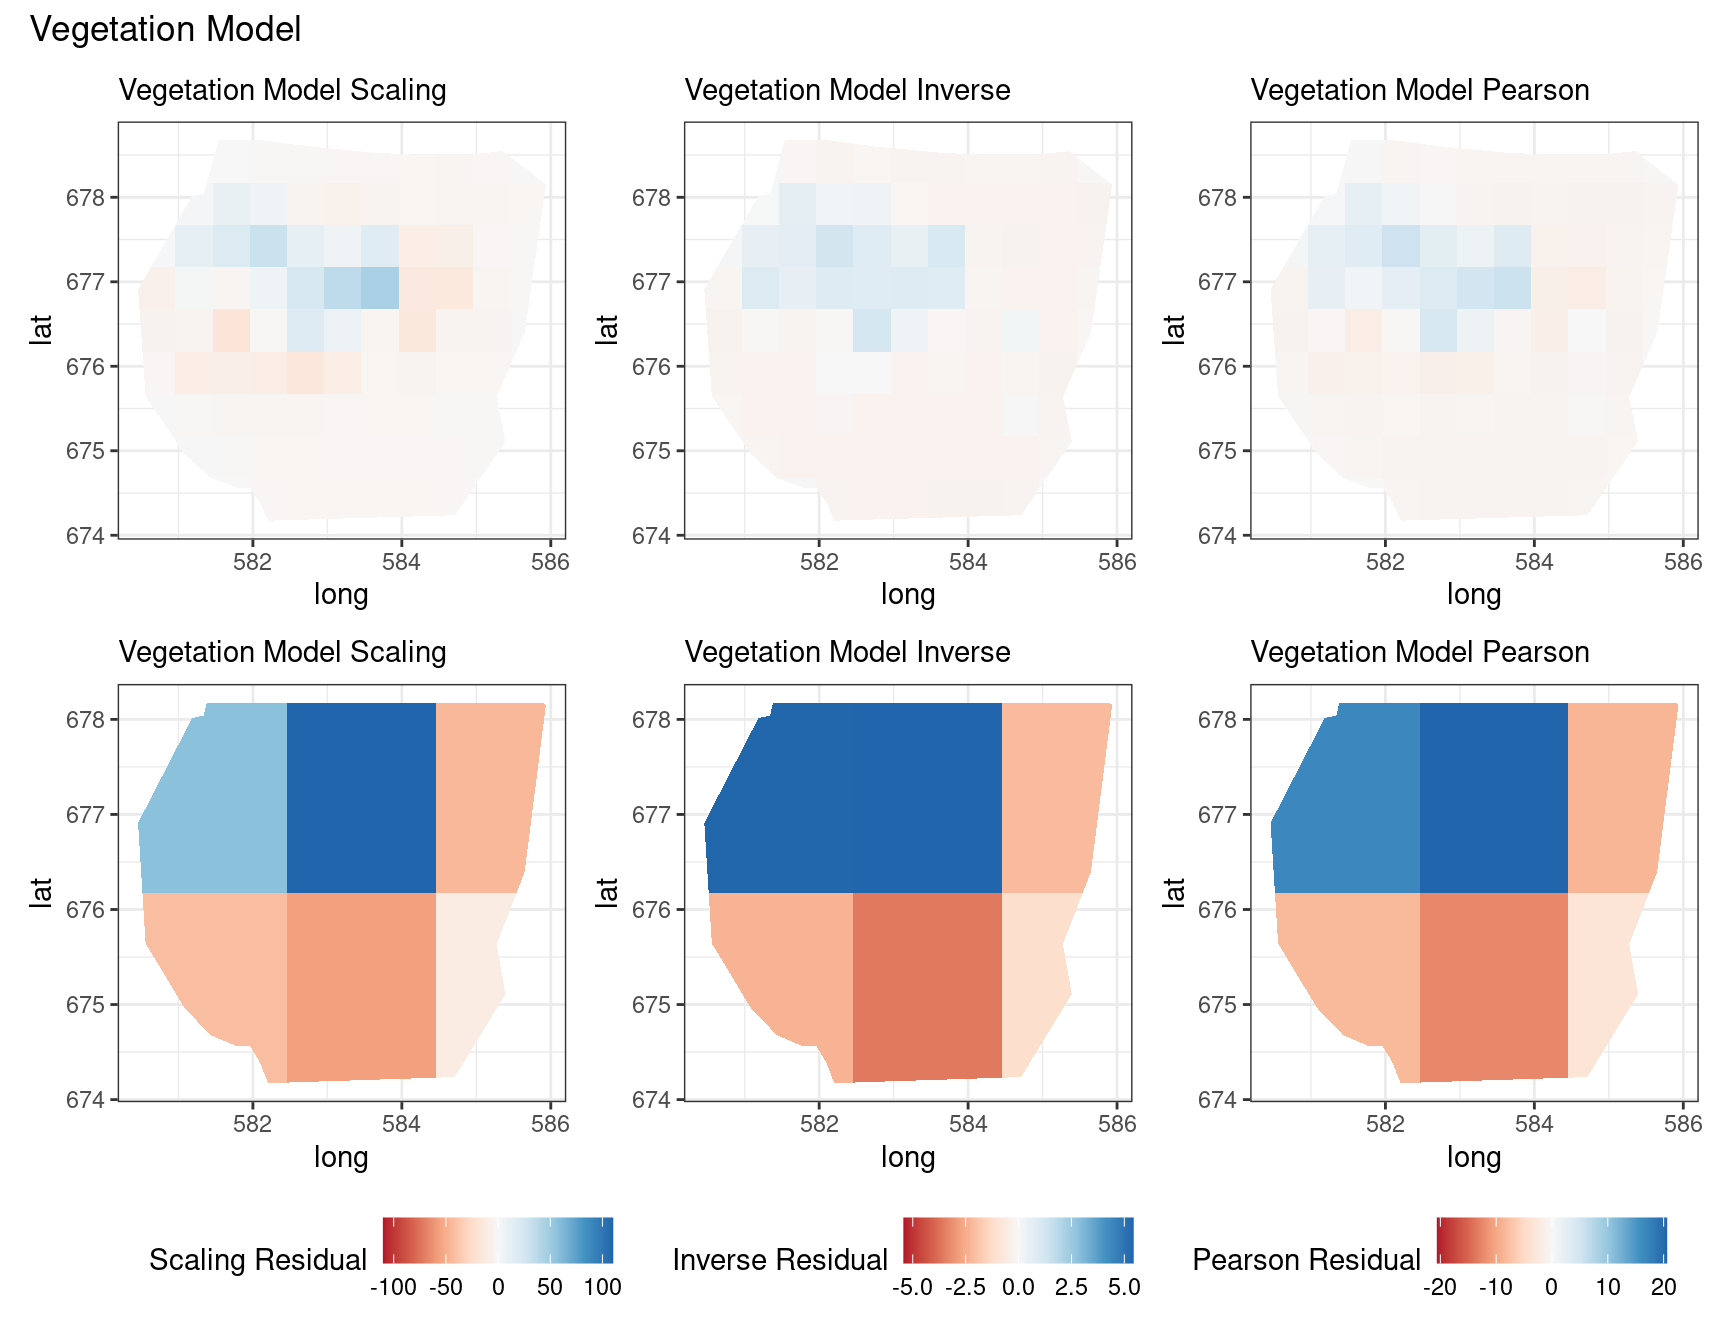 Vegetation Model
Vegetation Model Scaling
Vegetation Model Inverse
Vegetation Model Pearson
678
677
676
675
674
lat
582
584
586
long
678
677
676
675
674
lat
582
584
586
long
678
677
676
675
674
lat
582
584
586
long
Vegetation Model Scaling
Vegetation Model Inverse
Vegetation Model Pearson
678
677
676
675
674
lat
582
584
586
long
678
677
676
675
674
lat
582
584
586
long
678
677
676
675
674
lat
582
584
586
long
Scaling Residual
-100 -50 0 50 100
Inverse Residual
-5.0 -2.5 0.0 2.5 5.0
Pearson Residual
-20 -10 0 10 20